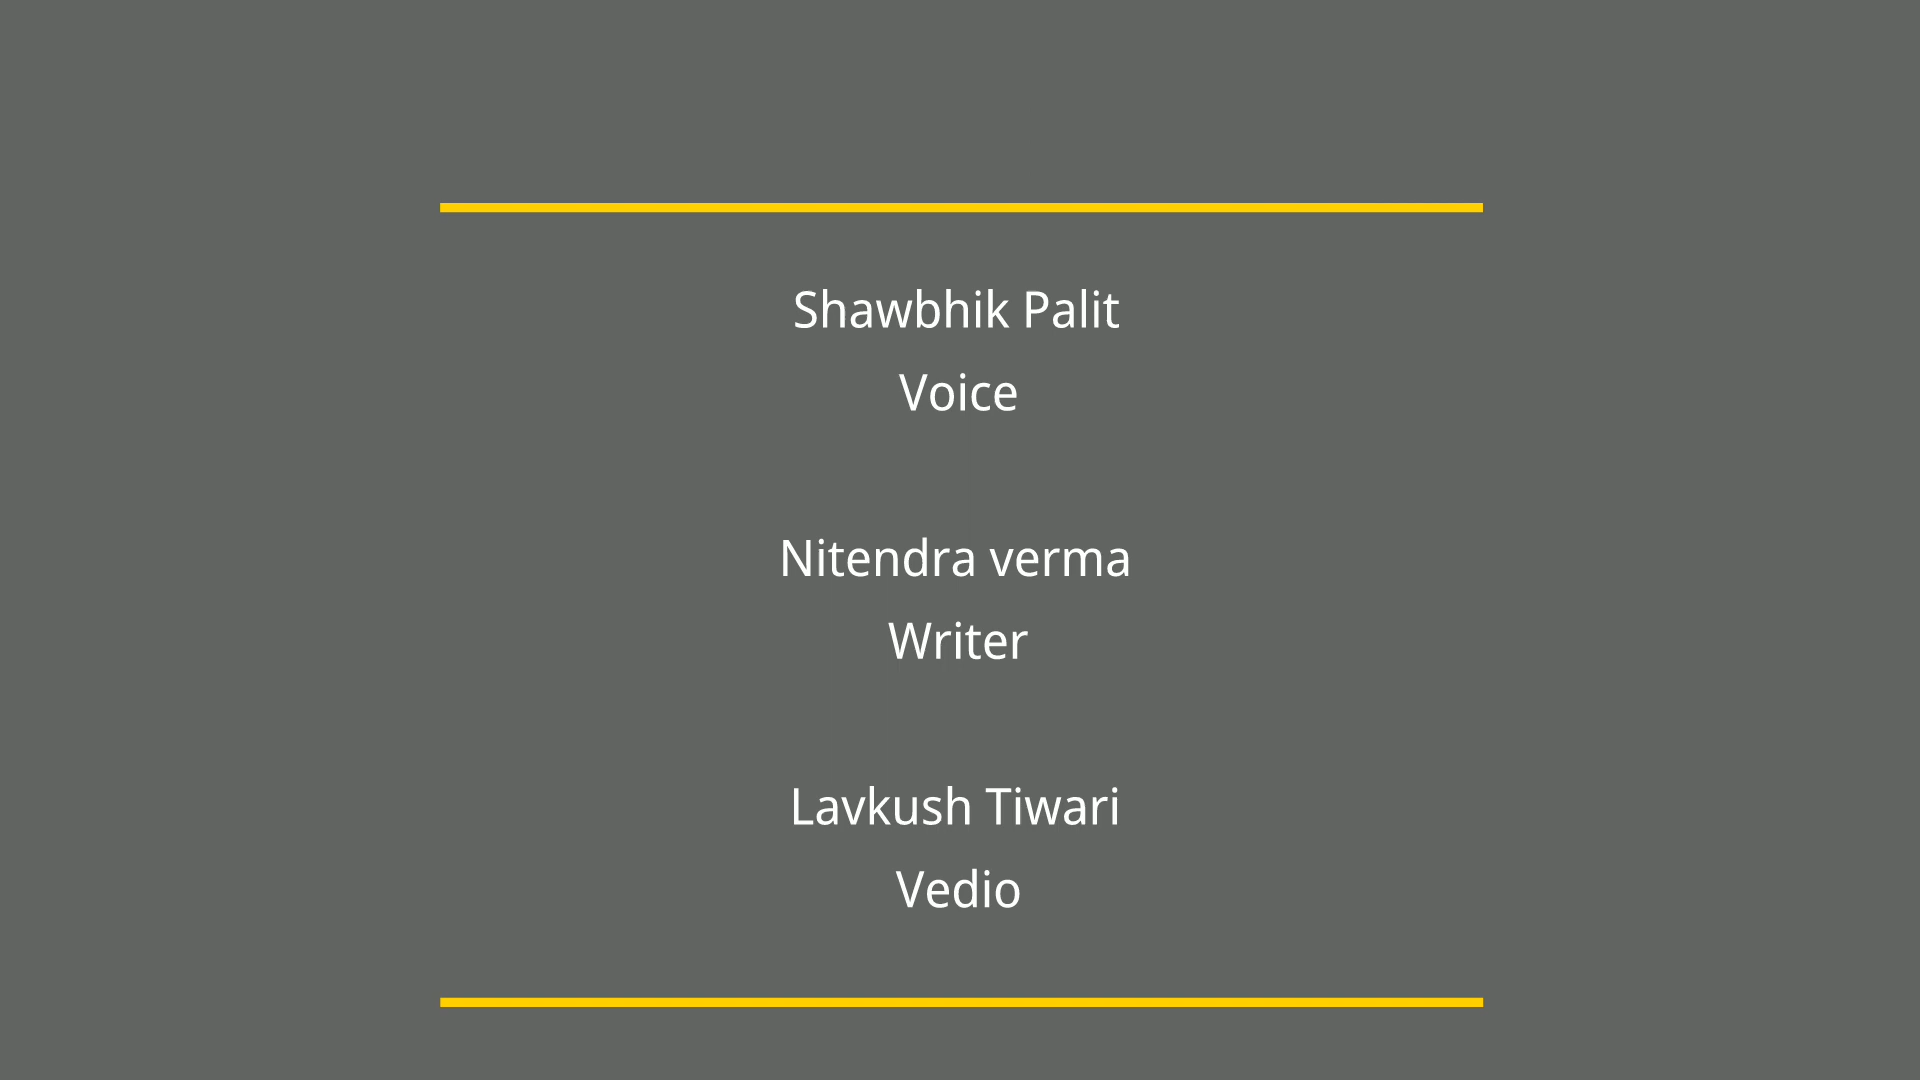 Shawbhik Palit
Voice
Nitendra verma
Writer
Lavkush Tiwari
Vedio